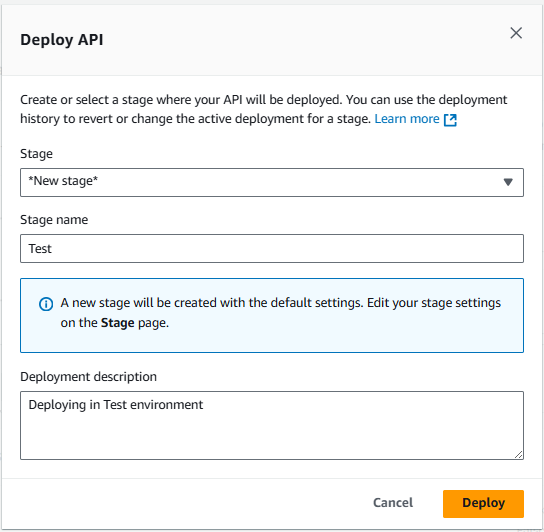 Deploy API
Create or select a stage where your API will be deployed. You can use the deployment
history to revert or change the active deployment for a stage. Learn more
Stage
*New stage*
Stage name
Test
A new stage will be created with the default settings. Edit your stage settings
on the Stage page.
Deployment description
Deploying in Test environment
Cancel
Deploy